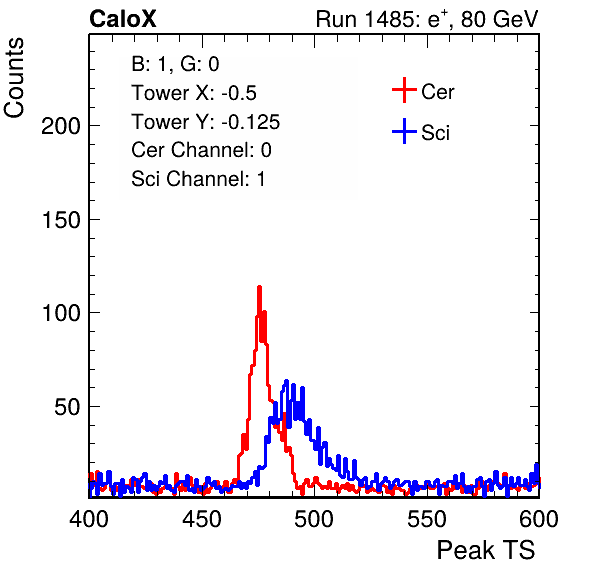 CaloX Run 1485: e⁺, 80 GeV
Counts
B: 1, G: 0
Tower X: -0.5
Tower Y: -0.125
Cer Channel: 0
Sci Channel: 1
Cer
Sci
200
150
100
50
400 450 500 550 600
Peak TS